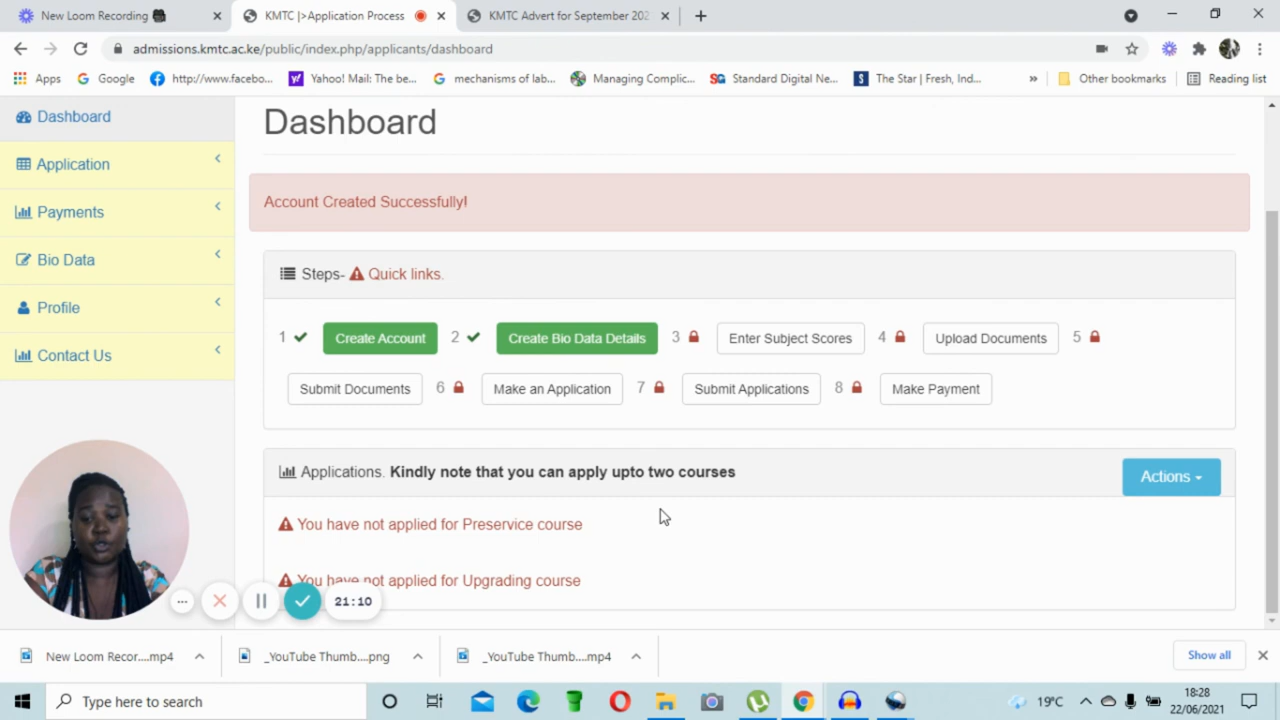 New Loom Recording
KMTC |>Application Process
KMTC Advert for September 202
admissions.kmtc.ac.ke/public/index.php/applicants/dashboard
Apps
Google
http://www.facebo...
Yahoo! Mail: The be...
mechanisms of lab...
Managing Complic...
SG Standard Digital Ne...
The Star | Fresh, Ind...
»
Other bookmarks
Reading list
Dashboard
Application
Payments
Bio Data
Profile
Contact Us
Dashboard
Account Created Successfully!
Steps- Quick links.
1 Create Account 2 Create Bio Data Details 3 Enter Subject Scores 4 Upload Documents 5
Submit Documents 6 Make an Application 7 Submit Applications 8 Make Payment
Applications. Kindly note that you can apply upto two courses
Actions
You have not applied for Preservice course
You have not applied for Upgrading course
21:10
New Loom Recor....mp4
_YouTube Thumb....png
_YouTube Thumb....mp4
Show all
Type here to search
19°C
18:28
22/06/2021